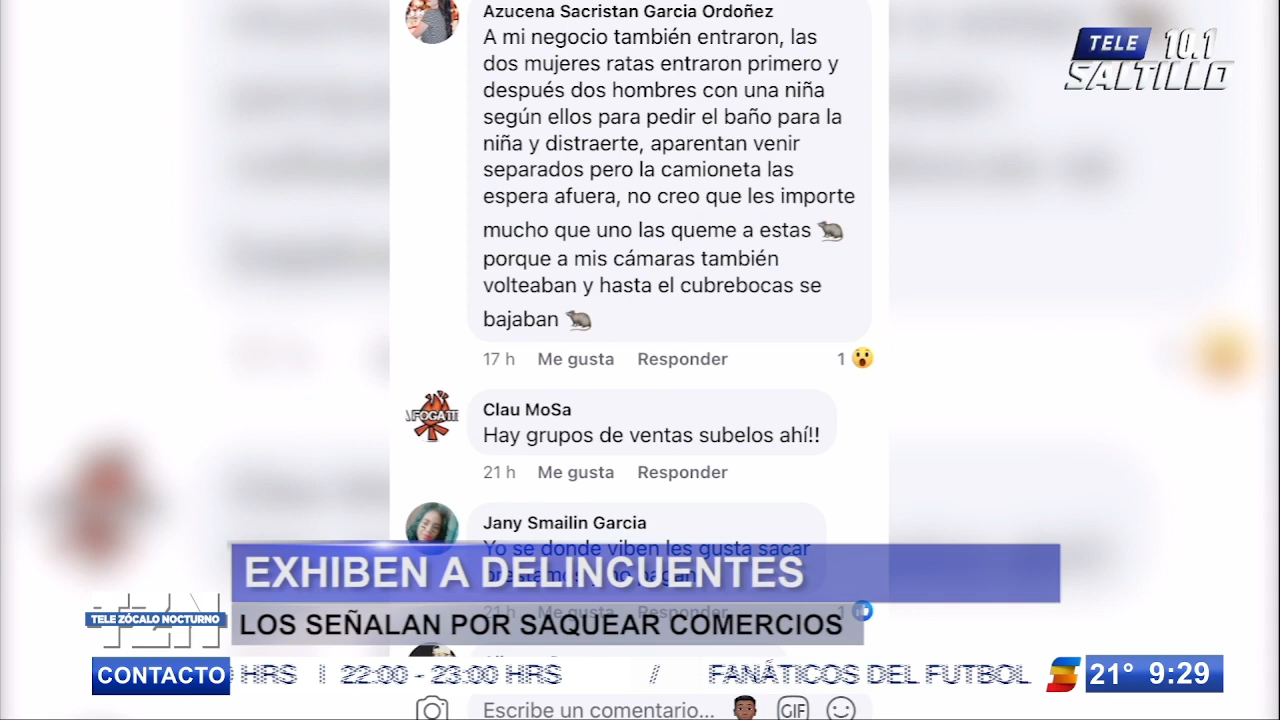 Azucena Sacristan Garcia Ordoñez
A mi negocio también entraron, las
dos mujeres ratas entraron primero y
después dos hombres con una niña
según ellos para pedir el baño para la
niña y distraerte, aparentan venir
separados pero la camioneta las
espera afuera, no creo que les importe
mucho que uno las queme a estas 🐀
porque a mis cámaras también
volteaban y hasta el cubrebocas se
bajaban 🐀
17 h Me gusta Responder 1
TELE 10.1
SALTILLO
Clau MoSa
Hay grupos de ventas subelos ahí!!
21 h Me gusta Responder
Jany Smailin Garcia
Yo se donde viben les gusta sacar
EXHIBEN A DELINCUENTES
21 h Me gusta Responder
TZN
TELE ZÓCALO NOCTURNO
LOS SEÑALAN POR SAQUEAR COMERCIOS
CONTACTO HRS | 22:00 - 23:00 HRS / FANÁTICOS DEL FUTBOL 21° 9:29
Escribe un comentario... GIF